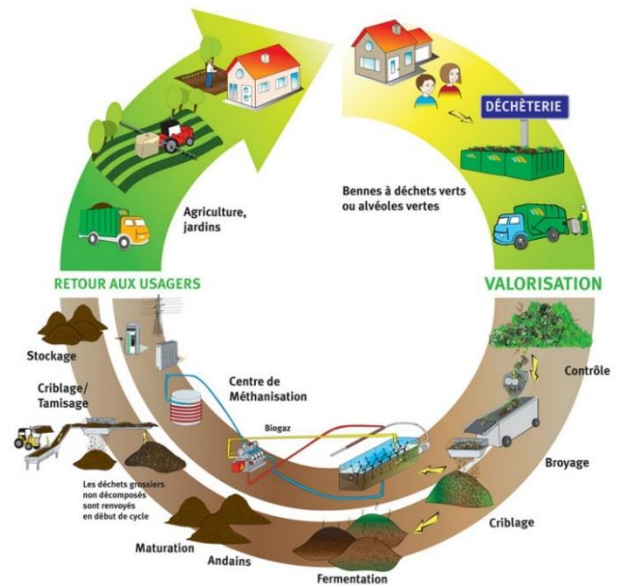 DÉCHÈTERIE
Bennes à déchets verts
ou alvéoles vertes
VALORISATION
Contrôle
Broyage
Criblage
Fermentation
Andains
Maturation
Les déchets grossiers
non décomposés
sont renvoyés
en début de cycle
Criblage/
Tamisage
Stockage
Centre de
Méthanisation
Biogaz
RETOUR AUX USAGERS
Agriculture,
jardins